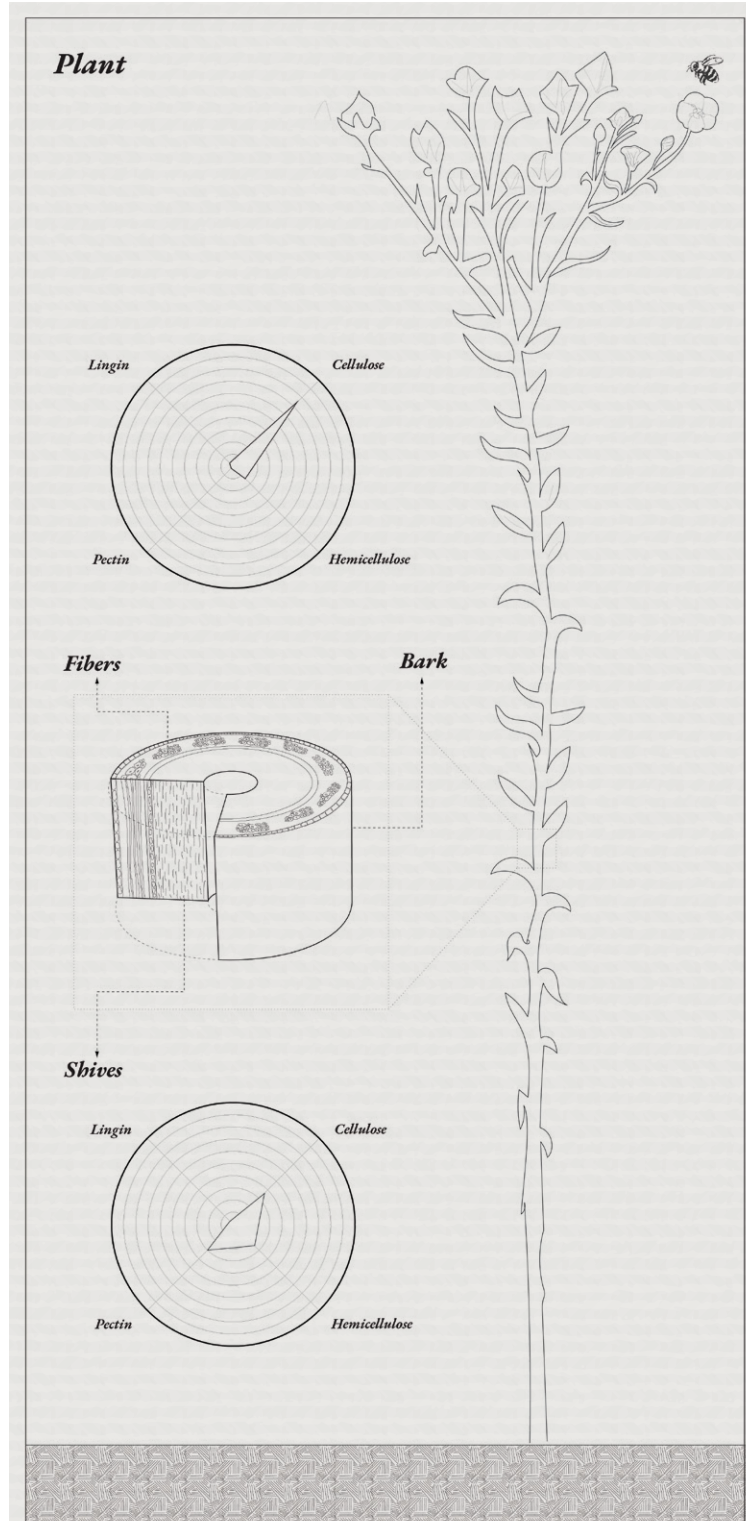 Plant
Lingin
Cellulose
Pectin
Hemicellulose
Fibers
Bark
Shives
Lingin
Cellulose
Pectin
Hemicellulose